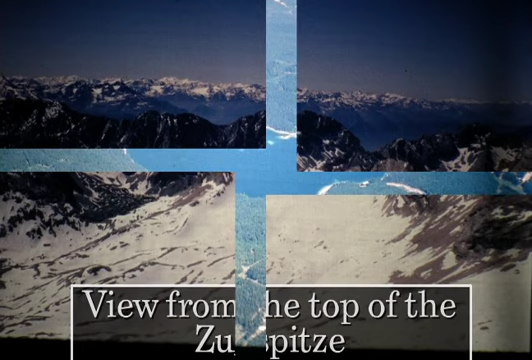 View from the top of the
Zugspitze